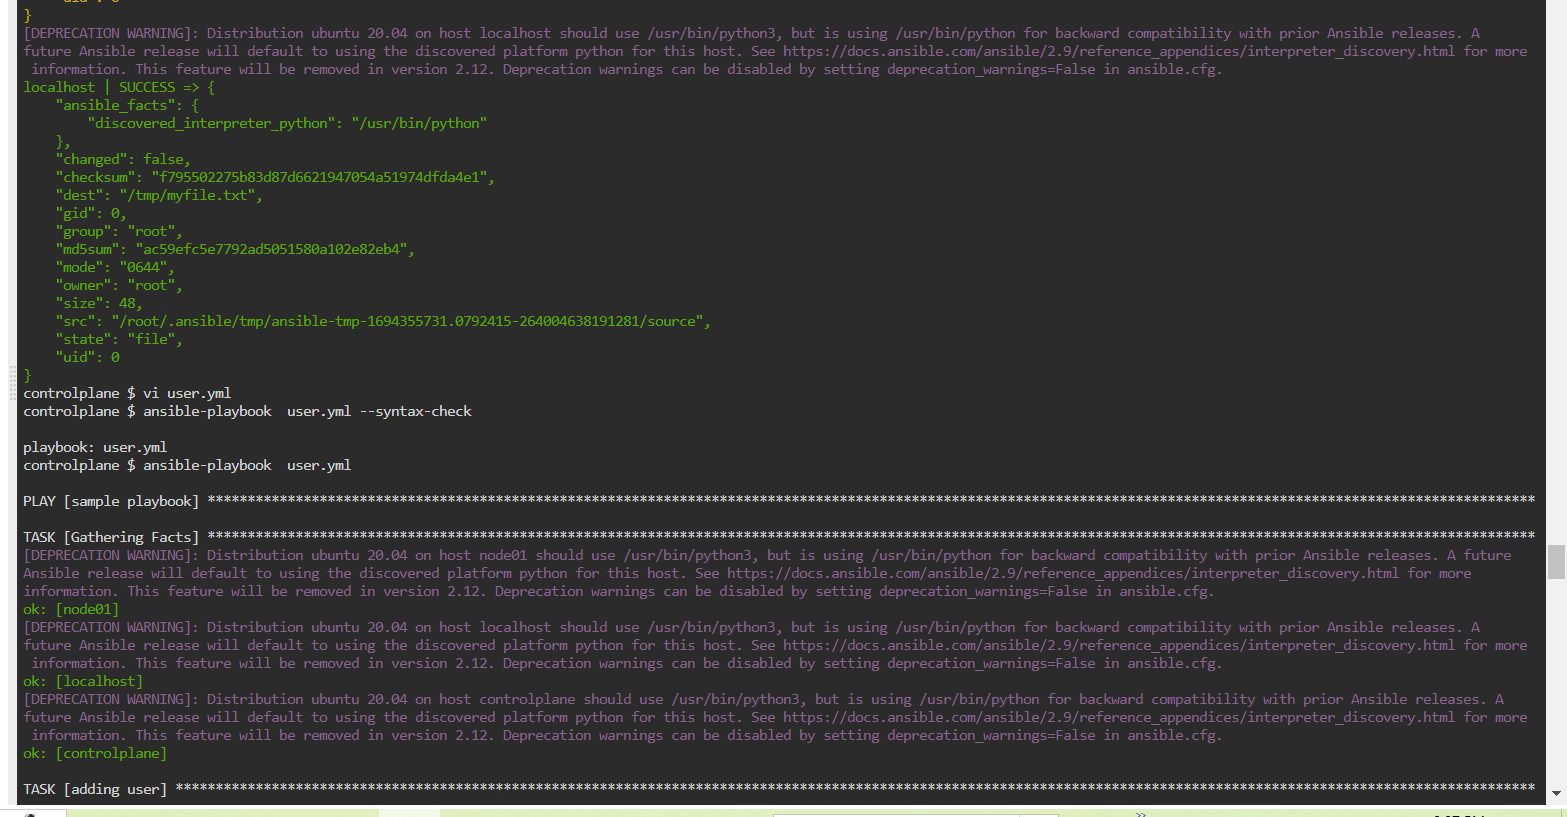 }
[DEPRECATION WARNING]: Distribution ubuntu 20.04 on host localhost should use /usr/bin/python3, but is using /usr/bin/python for backward compatibility with prior Ansible releases. A
future Ansible release will default to using the discovered platform python for this host. See https://docs.ansible.com/ansible/2.9/reference_appendices/interpreter_discovery.html for more
 information. This feature will be removed in version 2.12. Deprecation warnings can be disabled by setting deprecation_warnings=False in ansible.cfg.
localhost | SUCCESS => {
    "ansible_facts": {
        "discovered_interpreter_python": "/usr/bin/python"
    },
    "changed": false,
    "checksum": "f795502275b83d87d6621947054a51974dfda4e1",
    "dest": "/tmp/myfile.txt",
    "gid": 0,
    "group": "root",
    "md5sum": "ac59efc5e7792ad5051580a102e82eb4",
    "mode": "0644",
    "owner": "root",
    "size": 48,
    "src": "/root/.ansible/tmp/ansible-tmp-1694355731.0792415-264004638191281/source",
    "state": "file",
    "uid": 0
}
controlplane $ vi user.yml
controlplane $ ansible-playbook  user.yml --syntax-check
playbook: user.yml
controlplane $ ansible-playbook  user.yml
PLAY [sample playbook] **********************************************************************************************************************************************************************
TASK [Gathering Facts] **********************************************************************************************************************************************************************
[DEPRECATION WARNING]: Distribution ubuntu 20.04 on host node01 should use /usr/bin/python3, but is using /usr/bin/python for backward compatibility with prior Ansible releases. A future
Ansible release will default to using the discovered platform python for this host. See https://docs.ansible.com/ansible/2.9/reference_appendices/interpreter_discovery.html for more
information. This feature will be removed in version 2.12. Deprecation warnings can be disabled by setting deprecation_warnings=False in ansible.cfg.
ok: [node01]
[DEPRECATION WARNING]: Distribution ubuntu 20.04 on host localhost should use /usr/bin/python3, but is using /usr/bin/python for backward compatibility with prior Ansible releases. A
future Ansible release will default to using the discovered platform python for this host. See https://docs.ansible.com/ansible/2.9/reference_appendices/interpreter_discovery.html for more
 information. This feature will be removed in version 2.12. Deprecation warnings can be disabled by setting deprecation_warnings=False in ansible.cfg.
ok: [localhost]
[DEPRECATION WARNING]: Distribution ubuntu 20.04 on host controlplane should use /usr/bin/python3, but is using /usr/bin/python for backward compatibility with prior Ansible releases. A
future Ansible release will default to using the discovered platform python for this host. See https://docs.ansible.com/ansible/2.9/reference_appendices/interpreter_discovery.html for more
 information. This feature will be removed in version 2.12. Deprecation warnings can be disabled by setting deprecation_warnings=False in ansible.cfg.
ok: [controlplane]
TASK [adding user] **************************************************************************************************************************************************************************